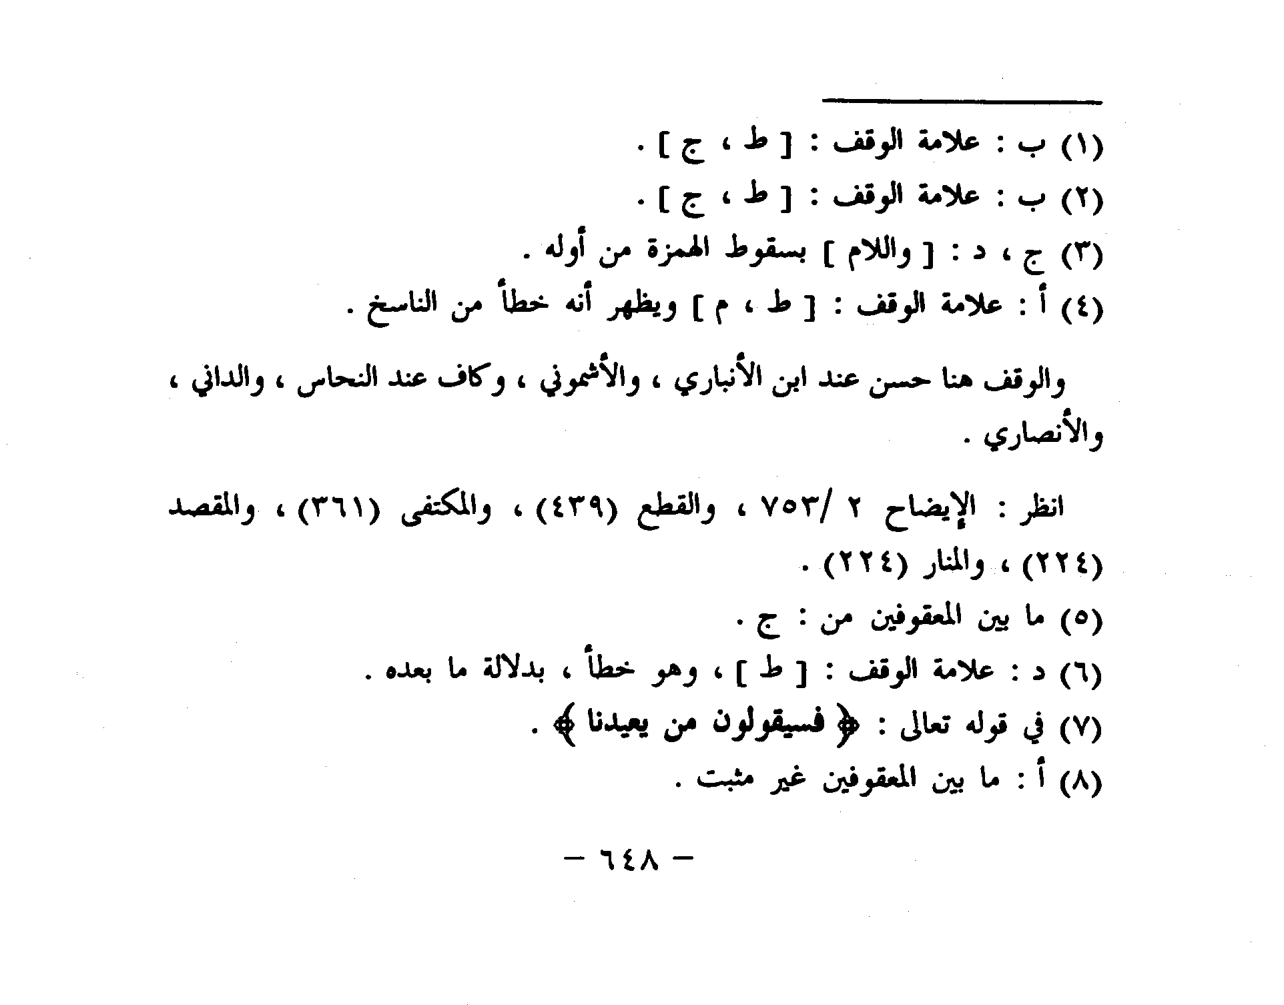 (١) ب : علامة الوقف : [ ط ، ج ] .
(٢) ب : علامة الوقف : [ ط ، ج ] .
(٣) ج ، د : [ واللام ] بسقوط الهمزة من أوله .
(٤) أ : علامة الوقف : [ ط ، م ] ويظهر أنه خطأ من الناسخ .
والوقف هنا حسن عند ابن الأنباري ، والأشموني ، وكاف عند النحاس ، والداني ،
والأنصاري .
انظر : الإيضاح ٢ /٧٥٣ ، والقطع (٤٣٩) ، والمكتفى (٣٦١) ، والمقصد
(٢٢٤) ، والمنار (٢٢٤) .
(٥) ما بين المعقوفين من : ج .
(٦) د : علامة الوقف : [ ط ] ، وهو خطأ ، بدلالة ما بعده .
(٧) في قوله تعالى : ﴿ فسيقولون من يعيدنا ﴾ .
(٨) أ : ما بين المعقوفين غير مثبت .
– ٦٤٨ –